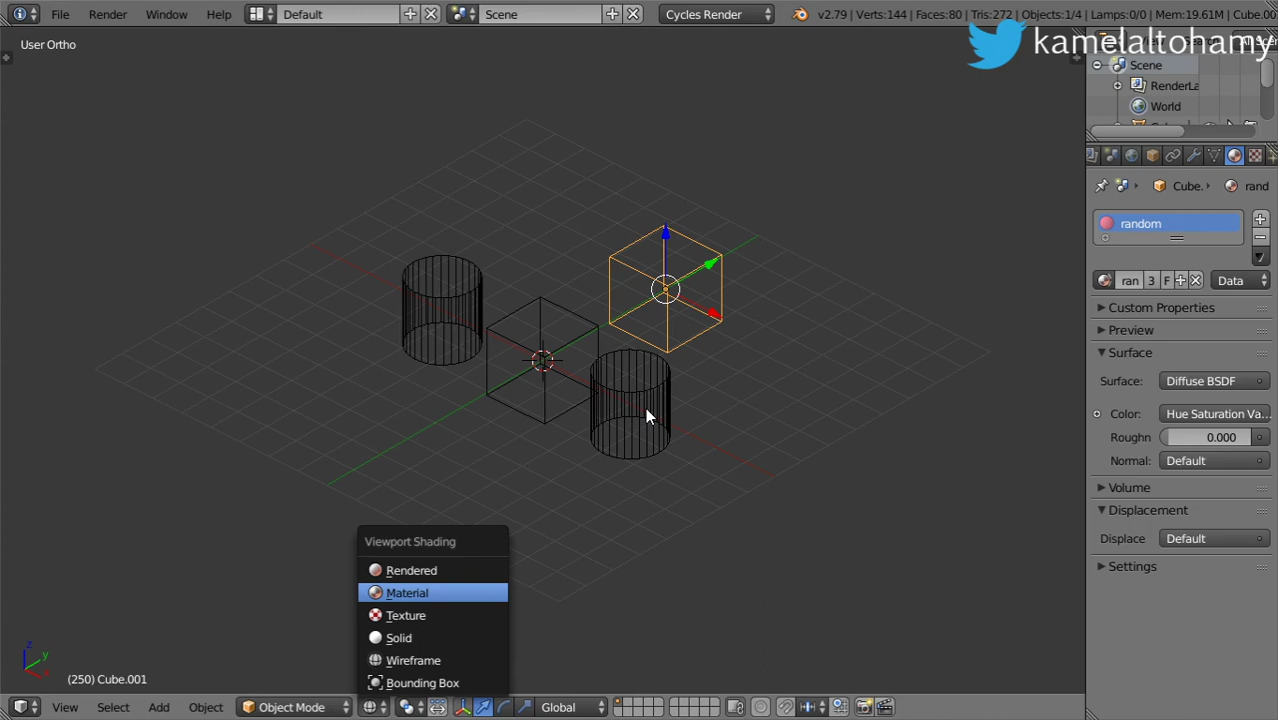 File Render Window Help Default Scene Cycles Render v2.79 | Verts:144 | Faces:80 | Tris:272 | Objects:1/4 | Lamps:0/0 | Mem:19.61M | Cube.00
User Ortho
kamelaltohamy
Scene
RenderLa
World
Cube. rand
random
ran 3 F Data
Custom Properties
Preview
Surface
Surface: Diffuse BSDF
Color: Hue Saturation Va...
Roughn 0.000
Normal: Default
Volume
Displacement
Displace Default
Settings
Viewport Shading
Rendered
Material
Texture
Solid
Wireframe
Bounding Box
z
y
x
(250) Cube.001
View Select Add Object Object Mode Global